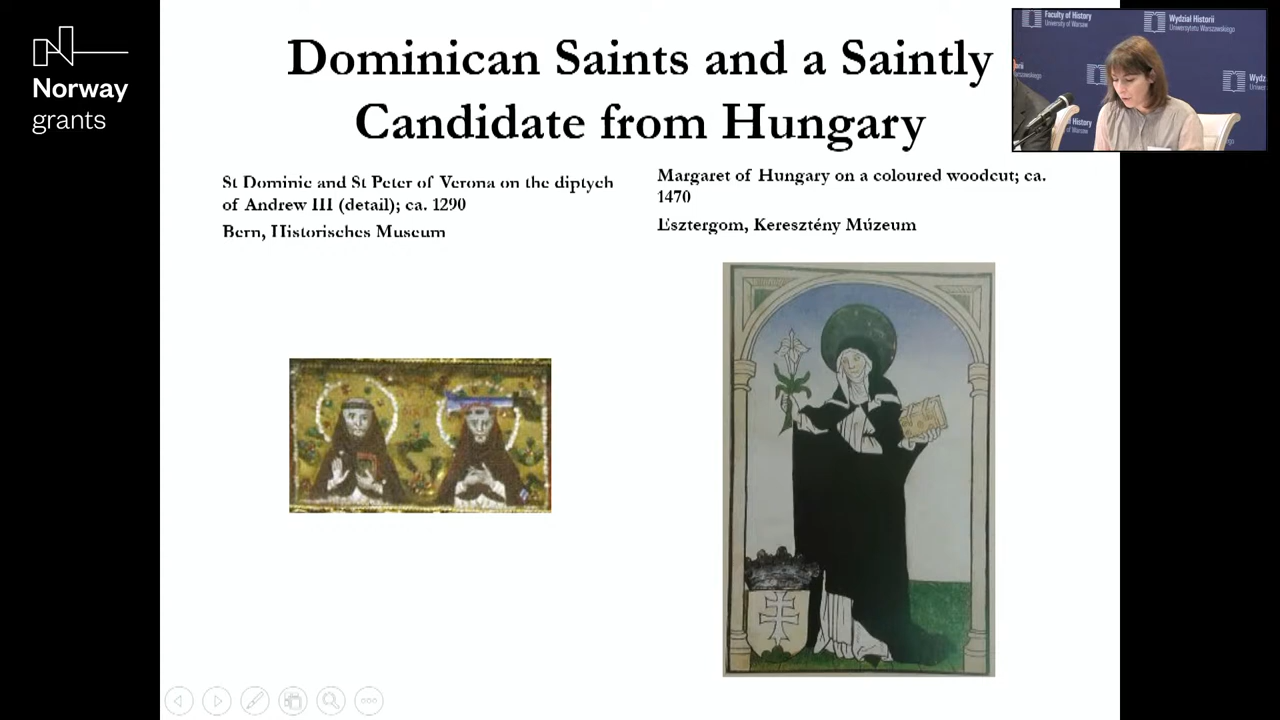 Norway
grants
Dominican Saints and a Saintly
Candidate from Hungary
St Dominic and St Peter of Verona on the diptych
of Andrew III (detail); ca. 1290
Bern, Historisches Museum
Margaret of Hungary on a coloured woodcut; ca.
1470
Esztergom, Keresztény Múzeum
Faculty of History
University of Warsaw
Wydział Historii
Uniwersytetu Warszawskiego